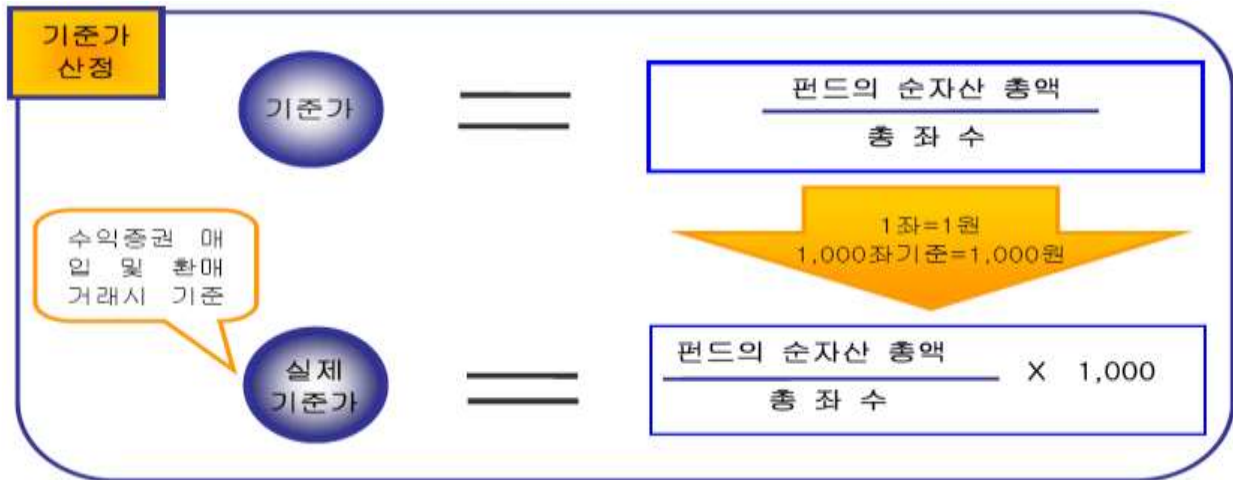 기준가
산정
기준가
펀드의 순자산 총액
총 좌 수
1좌=1원
1,000좌기준=1,000원
수익증권 매
입 및 환매
거래시 기준
실제
기준가
펀드의 순자산 총액
총 좌 수
X 1,000